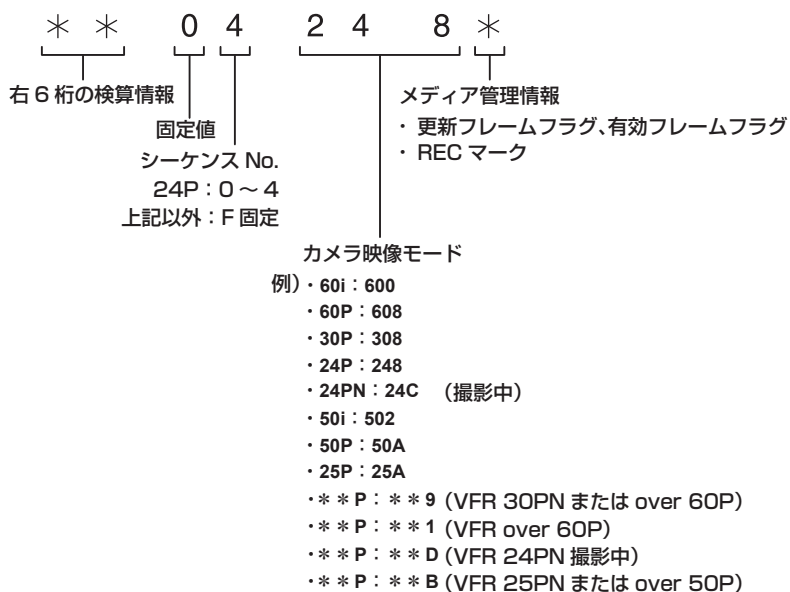 ＊＊ 0 4 2 4 8 ＊
右 6 桁の検算情報
固定値
シーケンス No.
24P：0 ～ 4
上記以外：F 固定
メディア管理情報
・ 更新フレームフラグ、有効フレームフラグ
・ REC マーク
カメラ映像モード
例）・60i：600
・60P：608
・30P：308
・24P：248
・24PN：24C （撮影中）
・50i：502
・50P：50A
・25P：25A
・＊＊P：＊＊9（VFR 30PN または over 60P）
・＊＊P：＊＊1（VFR over 60P）
・＊＊P：＊＊D（VFR 24PN 撮影中）
・＊＊P：＊＊B（VFR 25PN または over 50P）